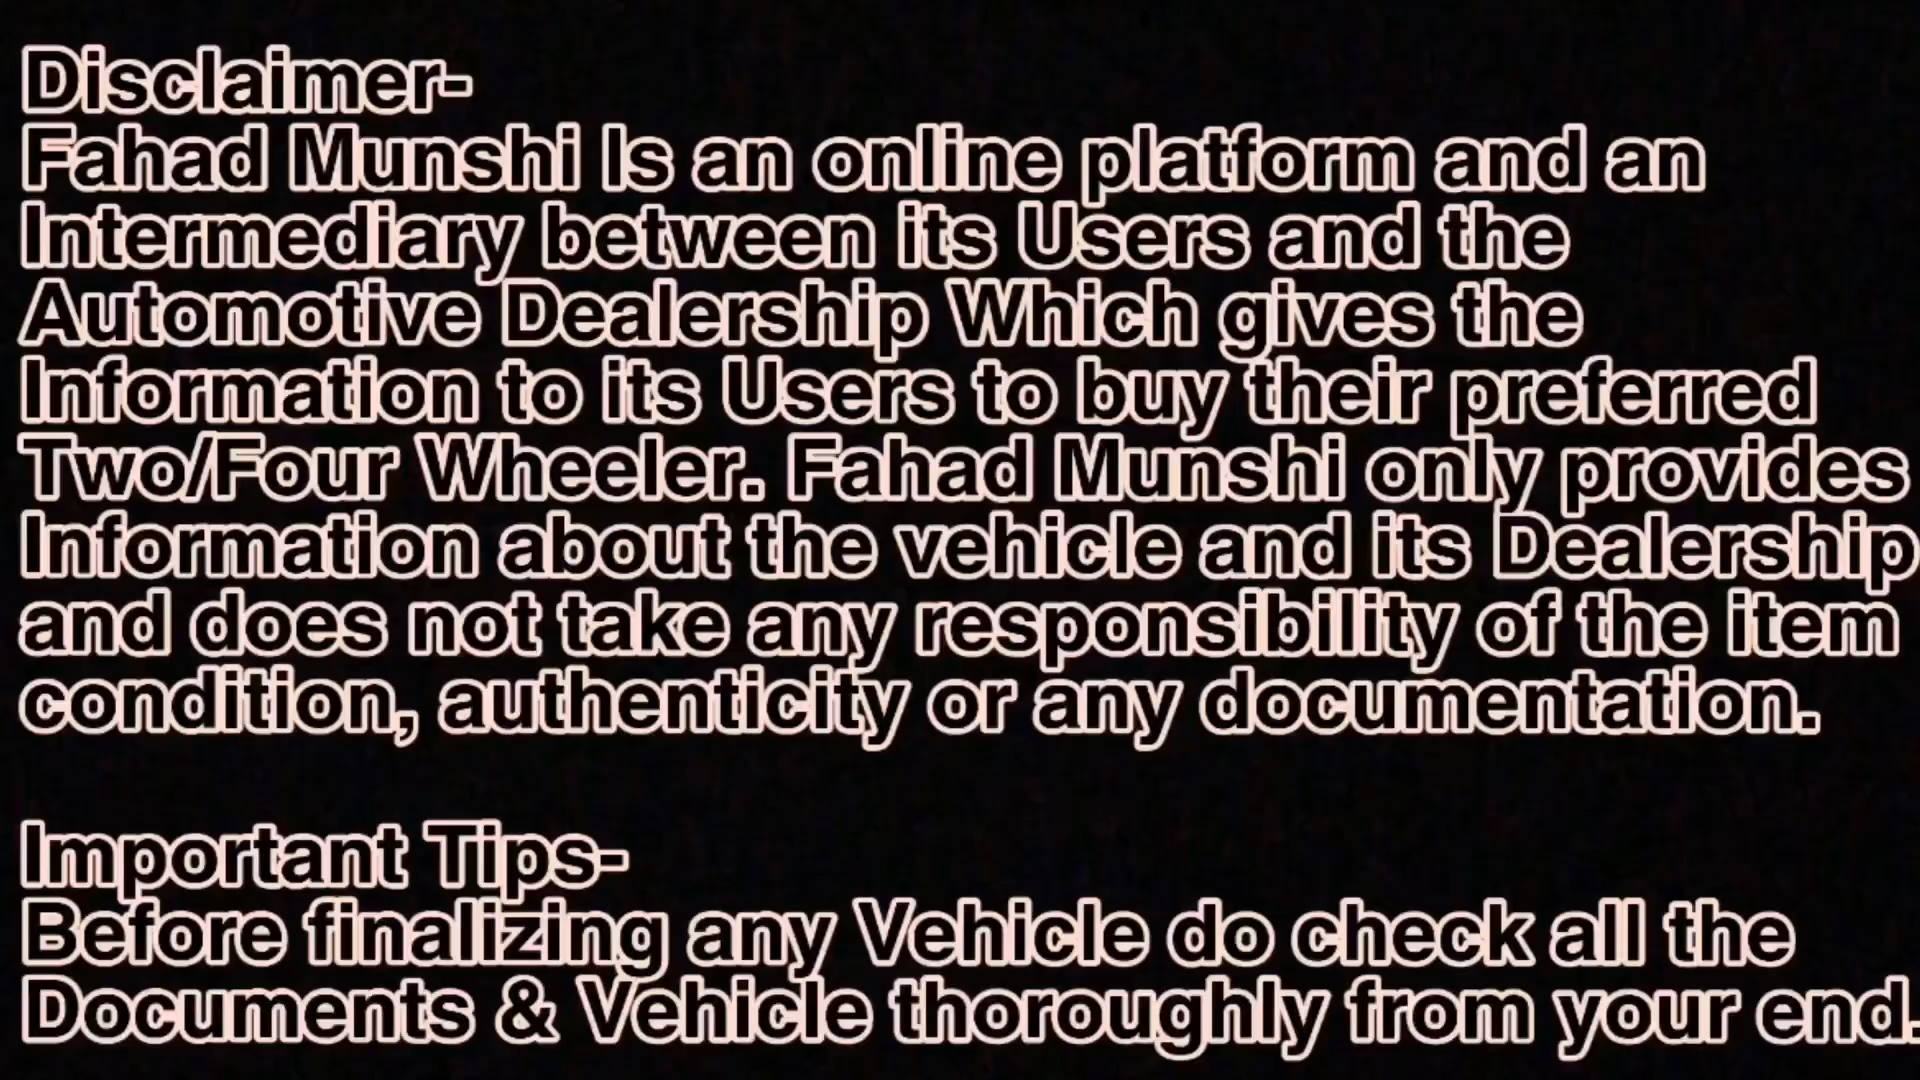 Disclaimer-
Fahad Munshi Is an online platform and an
Intermediary between its Users and the
Automotive Dealership Which gives the
Information to its Users to buy their preferred
Two/Four Wheeler. Fahad Munshi only provides
Information about the vehicle and its Dealership
and does not take any responsibility of the item
condition, authenticity or any documentation.
Important Tips-
Before finalizing any Vehicle do check all the
Documents & Vehicle thoroughly from your end.